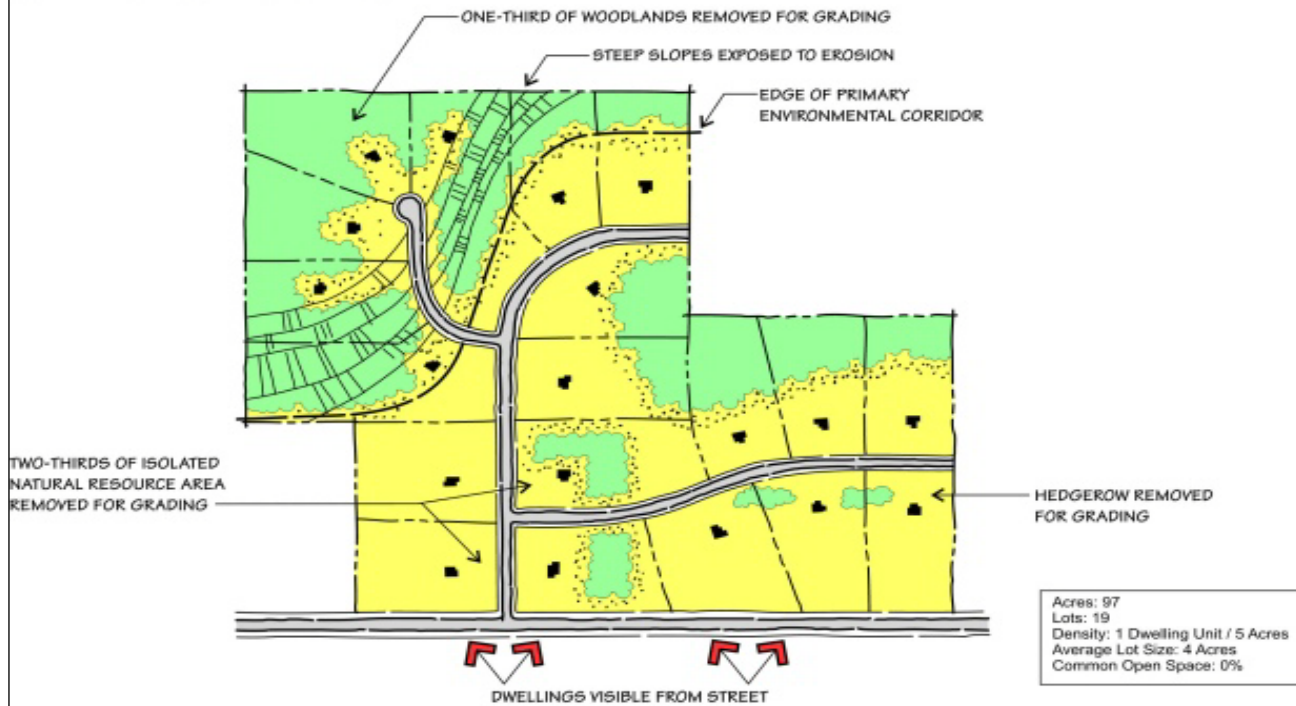 ONE-THIRD OF WOODLANDS REMOVED FOR GRADING
STEEP SLOPES EXPOSED TO EROSION
EDGE OF PRIMARY
ENVIRONMENTAL CORRIDOR
TWO-THIRDS OF ISOLATED
NATURAL RESOURCE AREA
REMOVED FOR GRADING
HEDGEROW REMOVED
FOR GRADING
Acres: 97
Lots: 19
Density: 1 Dwelling Unit / 5 Acres
Average Lot Size: 4 Acres
Common Open Space: 0%
DWELLINGS VISIBLE FROM STREET